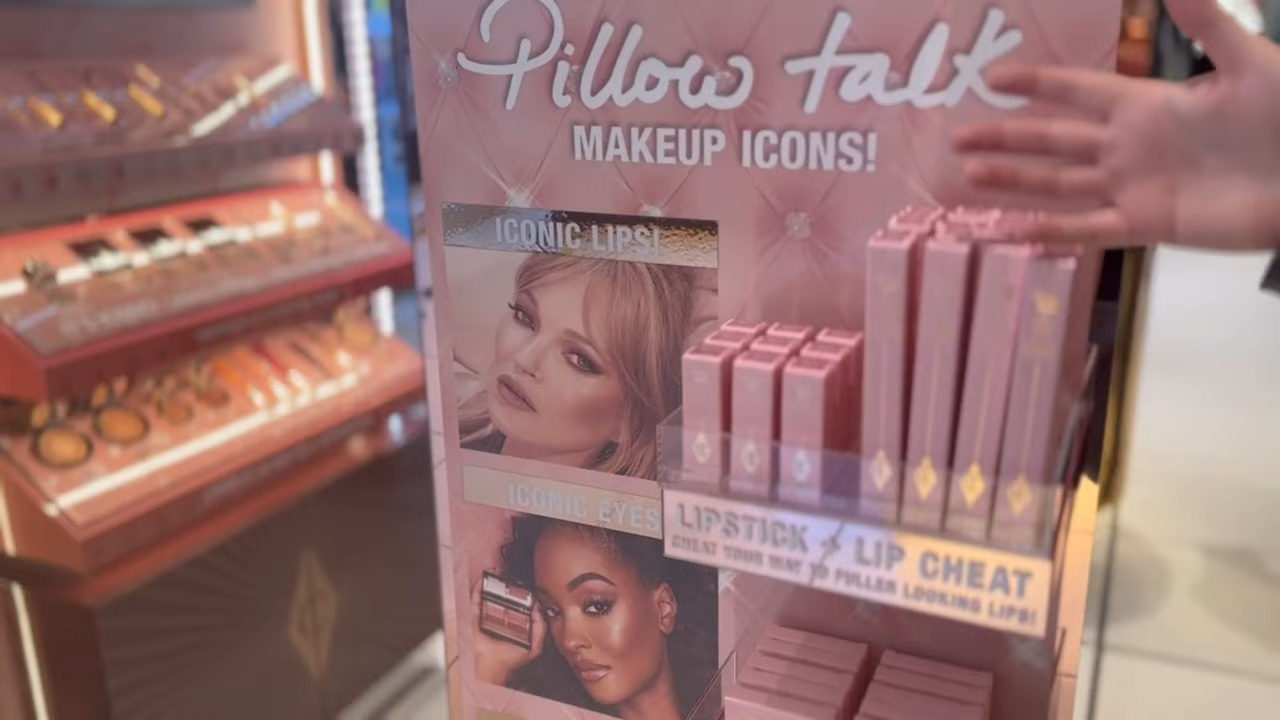 Pillow talk
MAKEUP ICONS!
ICONIC LIPS!
ICONIC EYES
LIPSTICK + LIP CHEAT
CHEAT YOUR WAY TO FULLER LOOKING LIPS!